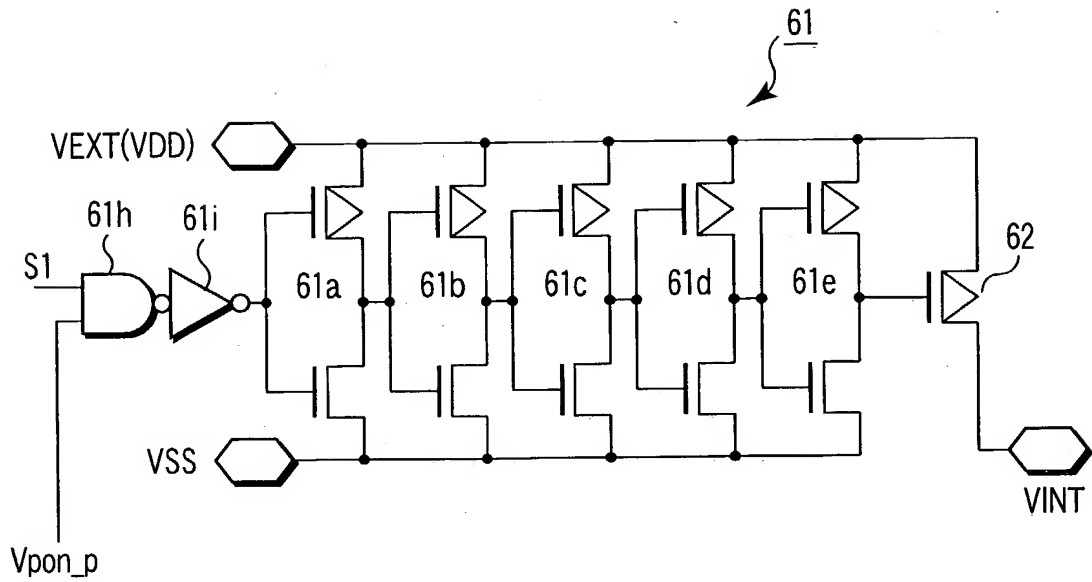 61
VEXT(VDD)
61h
61i
S1
61a
61b
61c
61d
61e
62
VSS
VINT
Vpon_p